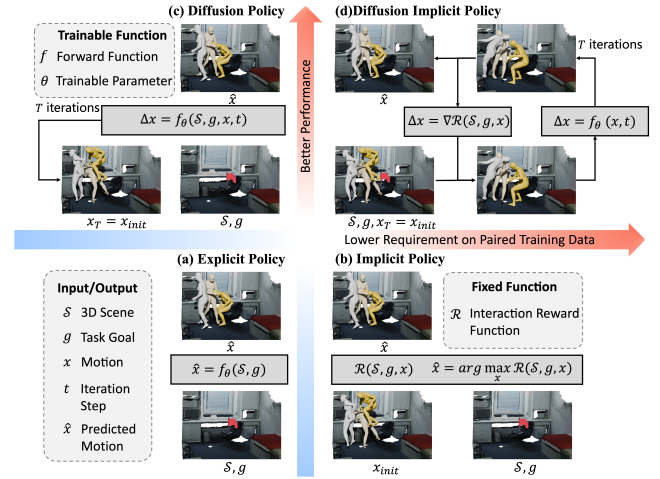 (c) Diffusion Policy
(d)Diffusion Implicit Policy
Trainable Function
f Forward Function
θ Trainable Parameter
x̂
T iterations
Δx = f_θ(𝒮, g, x, t)
x_T = x_init
𝒮, g
Better Performance
x̂
T iterations
Δx = ∇ℛ(𝒮, g, x)
Δx = f_θ (x, t)
𝒮, g, x_T = x_init
Lower Requirement on Paired Training Data
(a) Explicit Policy
(b) Implicit Policy
Input/Output
𝒮 3D Scene
g Task Goal
x Motion
t Iteration
Step
x̂ Predicted
Motion
x̂
x̂ = f_θ(𝒮, g)
𝒮, g
x̂
Fixed Function
ℛ Interaction Reward
Function
ℛ(𝒮, g, x) x̂ = arg max_x ℛ(𝒮, g, x)
x_init
𝒮, g